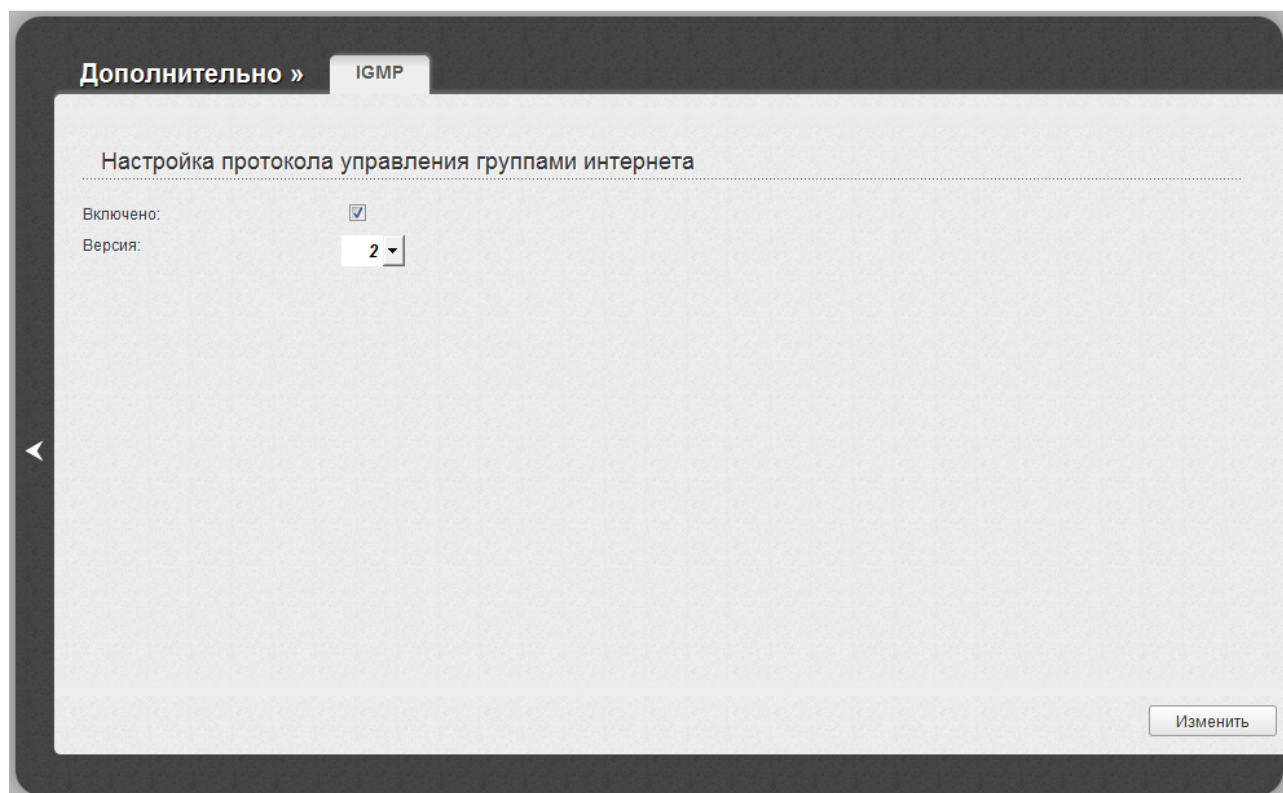 Дополнительно » IGMP
Настройка протокола управления группами интернета
Включено:
Версия: 2
Изменить